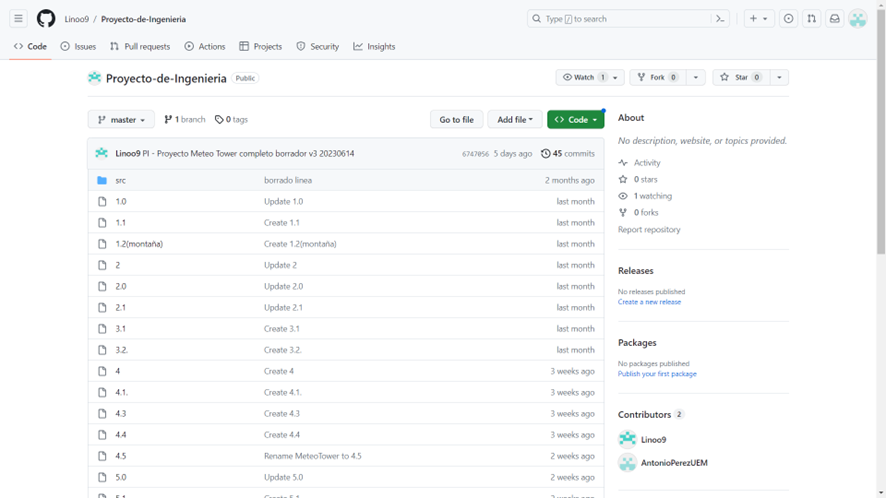 Linoo9 / Proyecto-de-Ingenieria
Type / to search
Code Issues Pull requests Actions Projects Security Insights
Proyecto-de-Ingenieria Public
Watch 1 Fork 0 Star 0
master 1 branch 0 tags Go to file Add file Code
Linoo9 PI - Proyecto Meteo Tower completo borrador v3 20230614 6747056 5 days ago 45 commits
src borrado linea 2 months ago
1.0 Update 1.0 last month
1.1 Create 1.1 last month
1.2(montaña) Create 1.2(montaña) last month
2 Update 2 last month
2.0 Update 2.0 last month
2.1 Update 2.1 last month
3.1 Create 3.1 last month
3.2. Create 3.2. last month
4 Create 4 3 weeks ago
4.1. Create 4.1. 3 weeks ago
4.3 Create 4.3 3 weeks ago
4.4 Create 4.4 3 weeks ago
4.5 Rename MeteoTower to 4.5 2 weeks ago
5.0 Update 5.0 2 weeks ago
About
No description, website, or topics provided.
Activity
0 stars
1 watching
0 forks
Report repository
Releases
No releases published
Create a new release
Packages
No packages published
Publish your first package
Contributors 2
Linoo9
AntonioPerezUEM